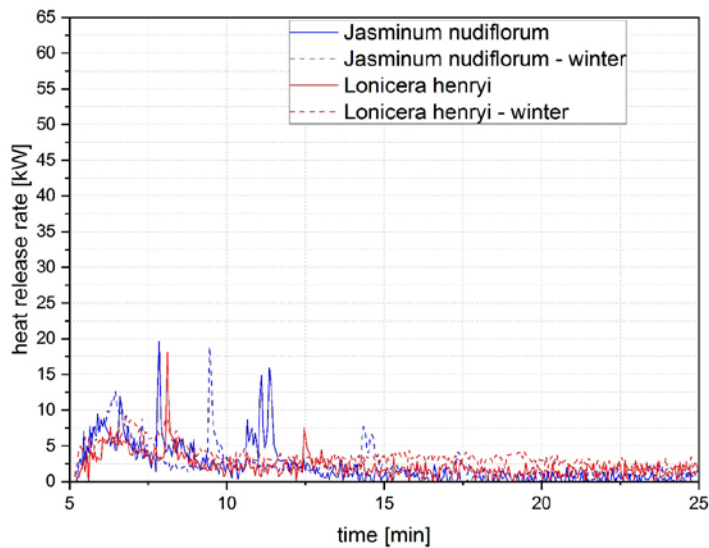 65
60
55
50
45
40
35
30
25
20
15
10
5
0
heat release rate [kW]
Jasminum nudiflorum
Jasminum nudiflorum - winter
Lonicera henryi
Lonicera henryi - winter
5 10 15 20 25
time [min]